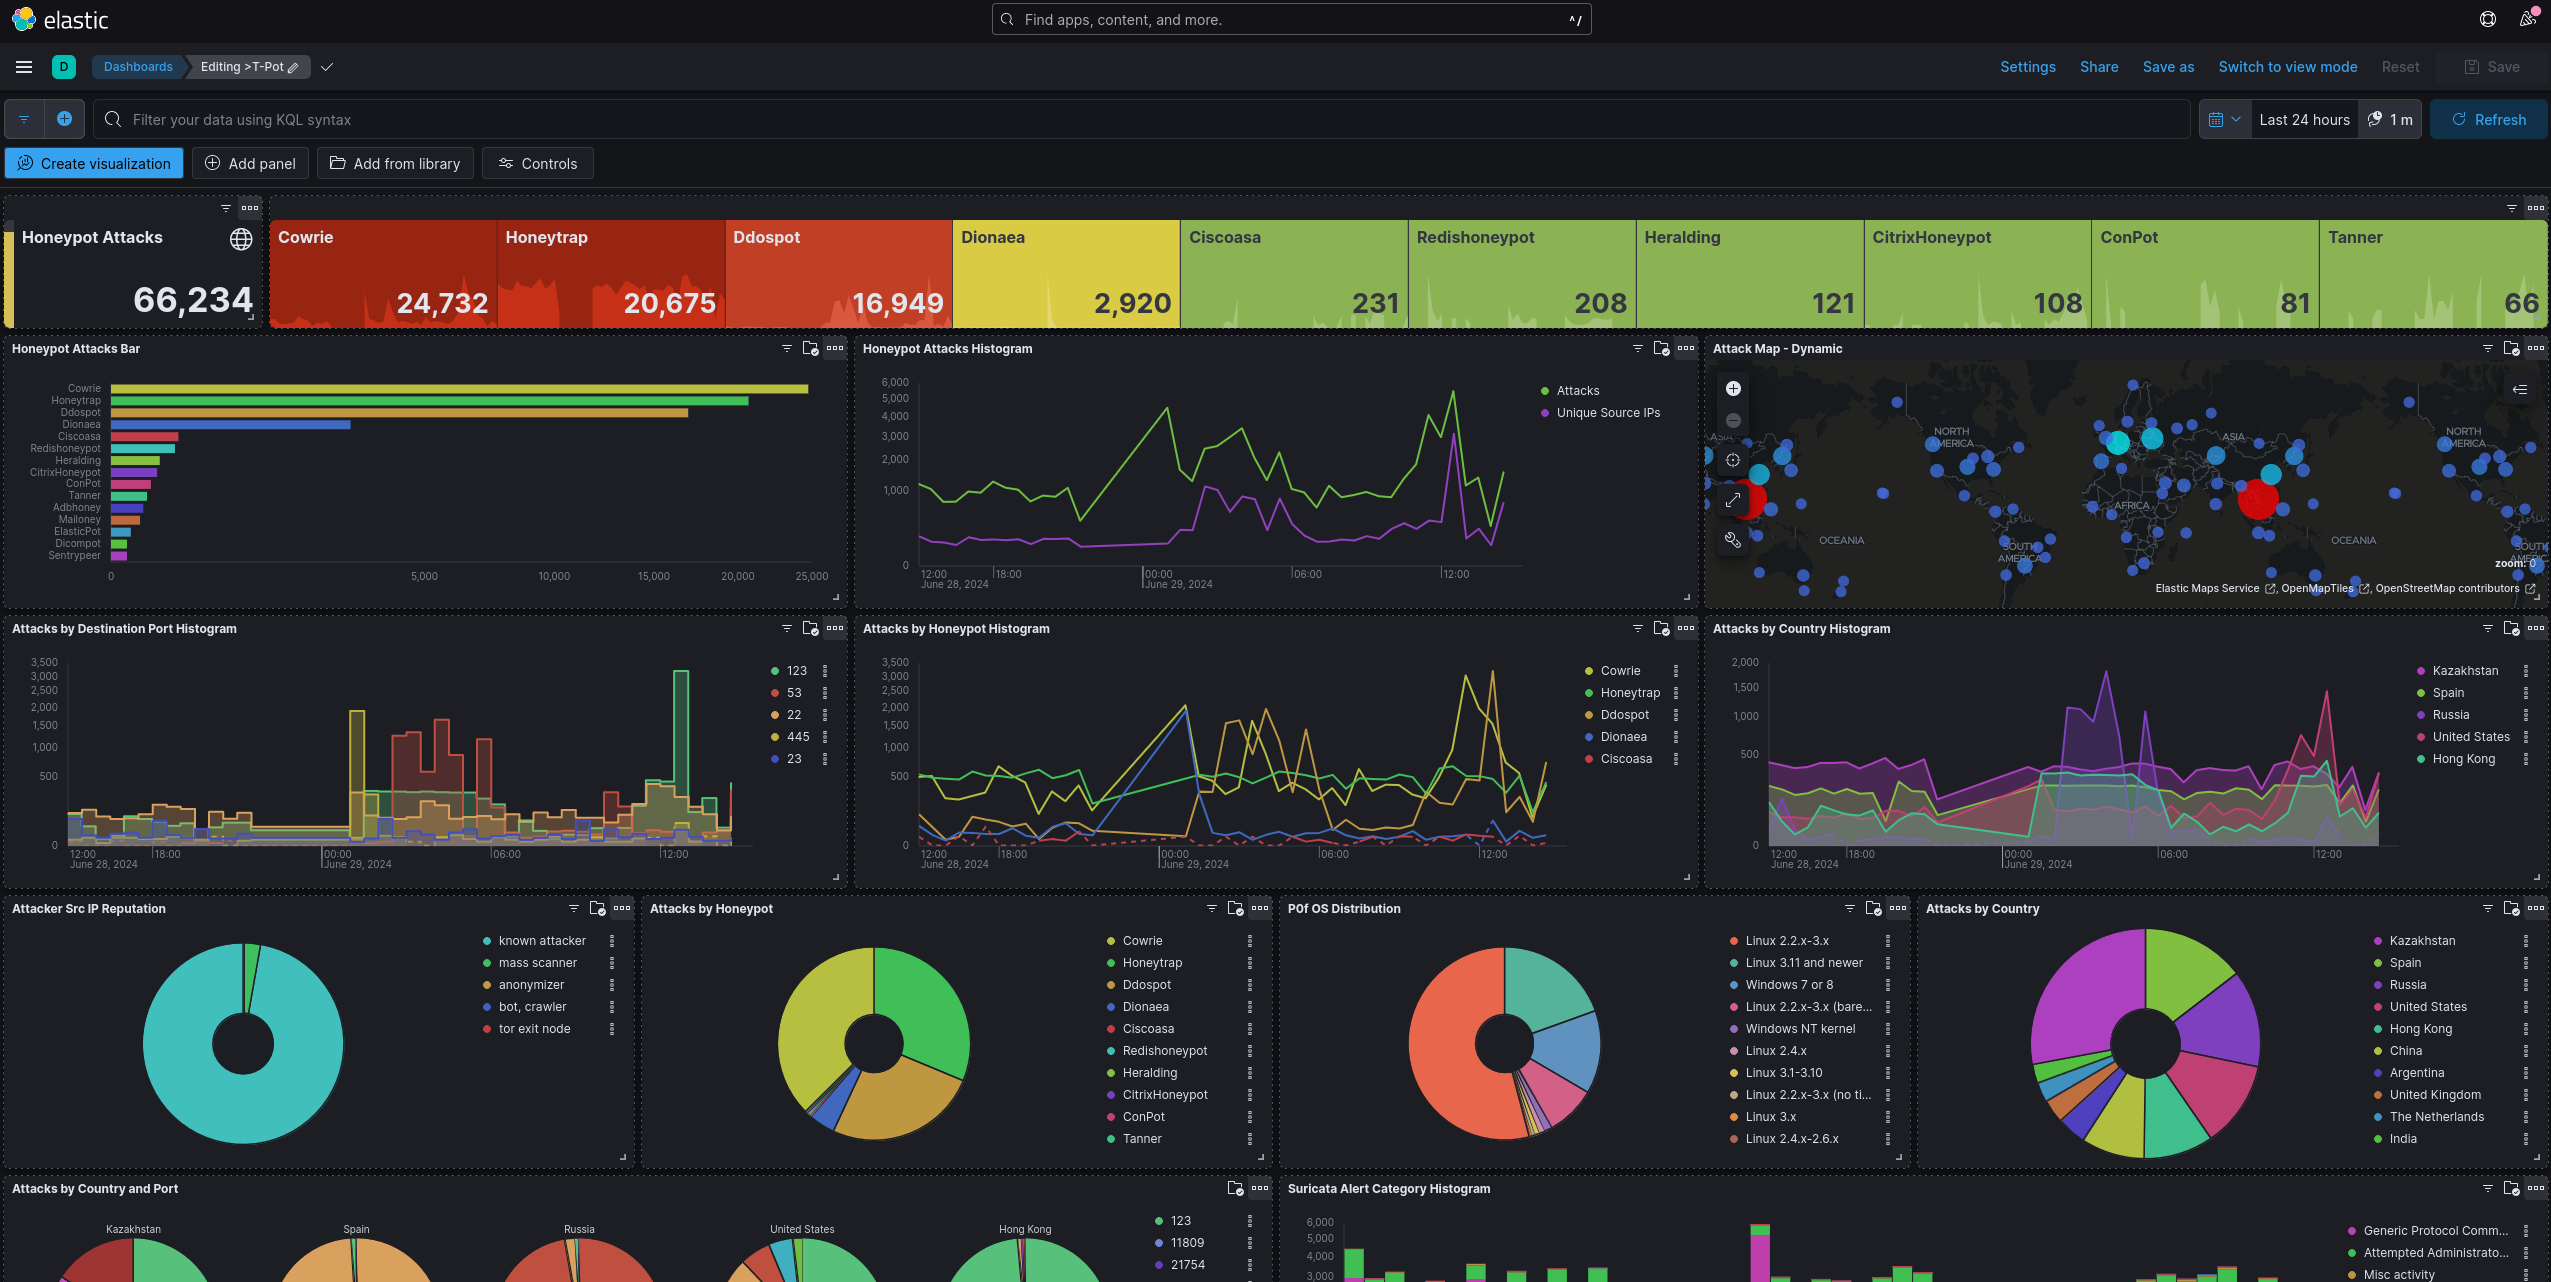 elastic
Find apps, content, and more.
^/
D
Dashboards
Editing >T-Pot
Settings
Share
Save as
Switch to view mode
Reset
Save
Filter your data using KQL syntax
Last 24 hours
1 m
Refresh
Create visualization
Add panel
Add from library
Controls
Honeypot Attacks
66,234
Cowrie
24,732
Honeytrap
20,675
Ddospot
16,949
Dionaea
2,920
Ciscoasa
231
Redishoneypot
208
Heralding
121
CitrixHoneypot
108
ConPot
81
Tanner
66
Honeypot Attacks Bar
Cowrie
Honeytrap
Ddospot
Dionaea
Ciscoasa
Redishoneypot
Heralding
CitrixHoneypot
ConPot
Tanner
Adbhoney
Mailoney
ElasticPot
Dicompot
Sentrypeer
0
5,000
10,000
15,000
20,000
25,000
Honeypot Attacks Histogram
6,000
5,000
4,000
3,000
2,000
1,000
0
12:00
June 28, 2024
18:00
00:00
June 29, 2024
06:00
12:00
Attacks
Unique Source IPs
Attack Map - Dynamic
ASIA
NORTH
AMERICA
ASIA
NORTH
AMERICA
AFRICA
OCEANIA
SOUTH
AMERICA
OCEANIA
SOUTH
AMERIC
zoom: 0
Elastic Maps Service , OpenMapTiles , OpenStreetMap contributors
Attacks by Destination Port Histogram
3,500
3,000
2,500
2,000
1,500
1,000
500
0
12:00
June 28, 2024
18:00
00:00
June 29, 2024
06:00
12:00
123
53
22
445
23
Attacks by Honeypot Histogram
3,500
3,000
2,500
2,000
1,500
1,000
500
0
12:00
June 28, 2024
18:00
00:00
June 29, 2024
06:00
12:00
Cowrie
Honeytrap
Ddospot
Dionaea
Ciscoasa
Attacks by Country Histogram
2,000
1,500
1,000
500
0
12:00
June 28, 2024
18:00
00:00
June 29, 2024
06:00
12:00
Kazakhstan
Spain
Russia
United States
Hong Kong
Attacker Src IP Reputation
known attacker
mass scanner
anonymizer
bot, crawler
tor exit node
Attacks by Honeypot
Cowrie
Honeytrap
Ddospot
Dionaea
Ciscoasa
Redishoneypot
Heralding
CitrixHoneypot
ConPot
Tanner
P0f OS Distribution
Linux 2.2.x-3.x
Linux 3.11 and newer
Windows 7 or 8
Linux 2.2.x-3.x (bare...
Windows NT kernel
Linux 2.4.x
Linux 3.1-3.10
Linux 2.2.x-3.x (no ti...
Linux 3.x
Linux 2.4.x-2.6.x
Attacks by Country
Kazakhstan
Spain
Russia
United States
Hong Kong
China
Argentina
United Kingdom
The Netherlands
India
Attacks by Country and Port
Kazakhstan
Spain
Russia
United States
Hong Kong
123
11809
21754
Suricata Alert Category Histogram
6,000
5,000
4,000
3,000
Generic Protocol Comm...
Attempted Administrato...
Misc activity